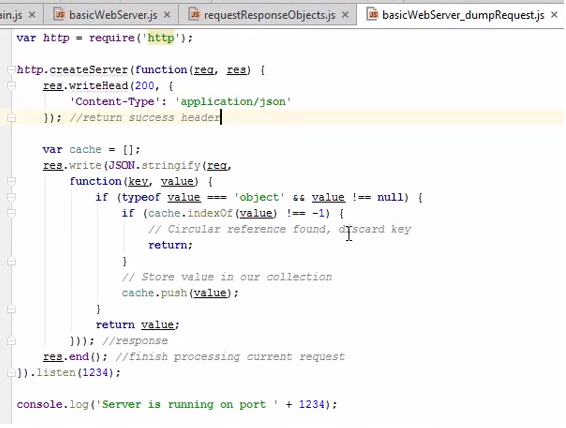 ain.js × basicWebServer.js × requestResponseObjects.js × basicWebServer_dumpRequest.js ×
var http = require('http');
http.createServer(function(req, res) {
res.writeHead(200, {
'Content-Type': 'application/json'
}); //return success header
var cache = [];
res.write(JSON.stringify(req,
function(key, value) {
if (typeof value === 'object' && value !== null) {
if (cache.indexOf(value) !== -1) {
// Circular reference found, discard key
return;
}
// Store value in our collection
cache.push(value);
}
return value;
})); //response
res.end(); //finish processing current request
}).listen(1234);
console.log('Server is running on port ' + 1234);